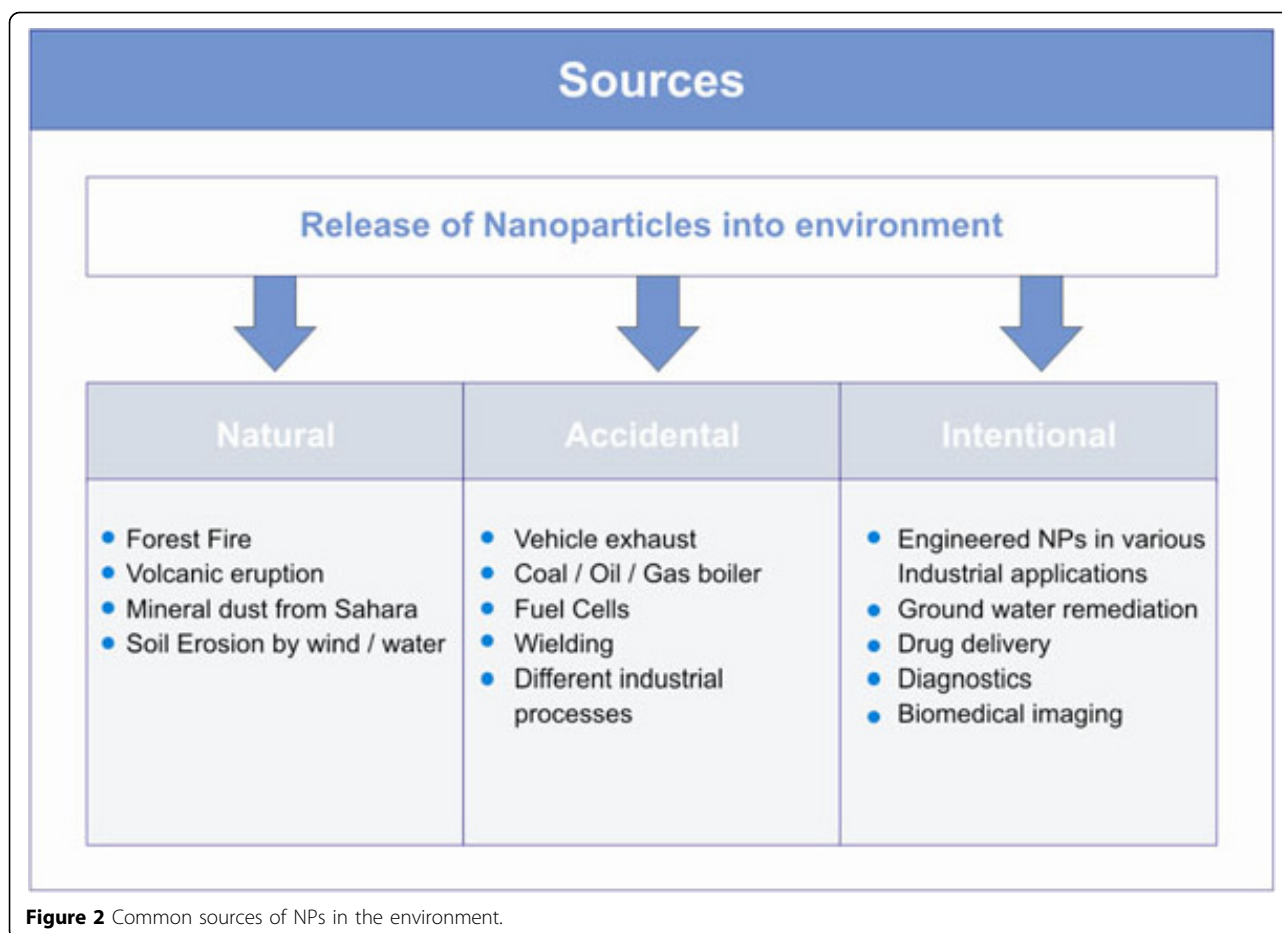 Sources
Release of Nanoparticles into environment
Natural
Forest Fire
Volcanic eruption
Mineral dust from Sahara
Soil Erosion by wind / water
Accidental
Vehicle exhaust
Coal / Oil / Gas boiler
Fuel Cells
Wielding
Different industrial
processes
Intentional
Engineered NPs in various
Industrial applications
Ground water remediation
Drug delivery
Diagnostics
Biomedical imaging
Figure 2 Common sources of NPs in the environment.